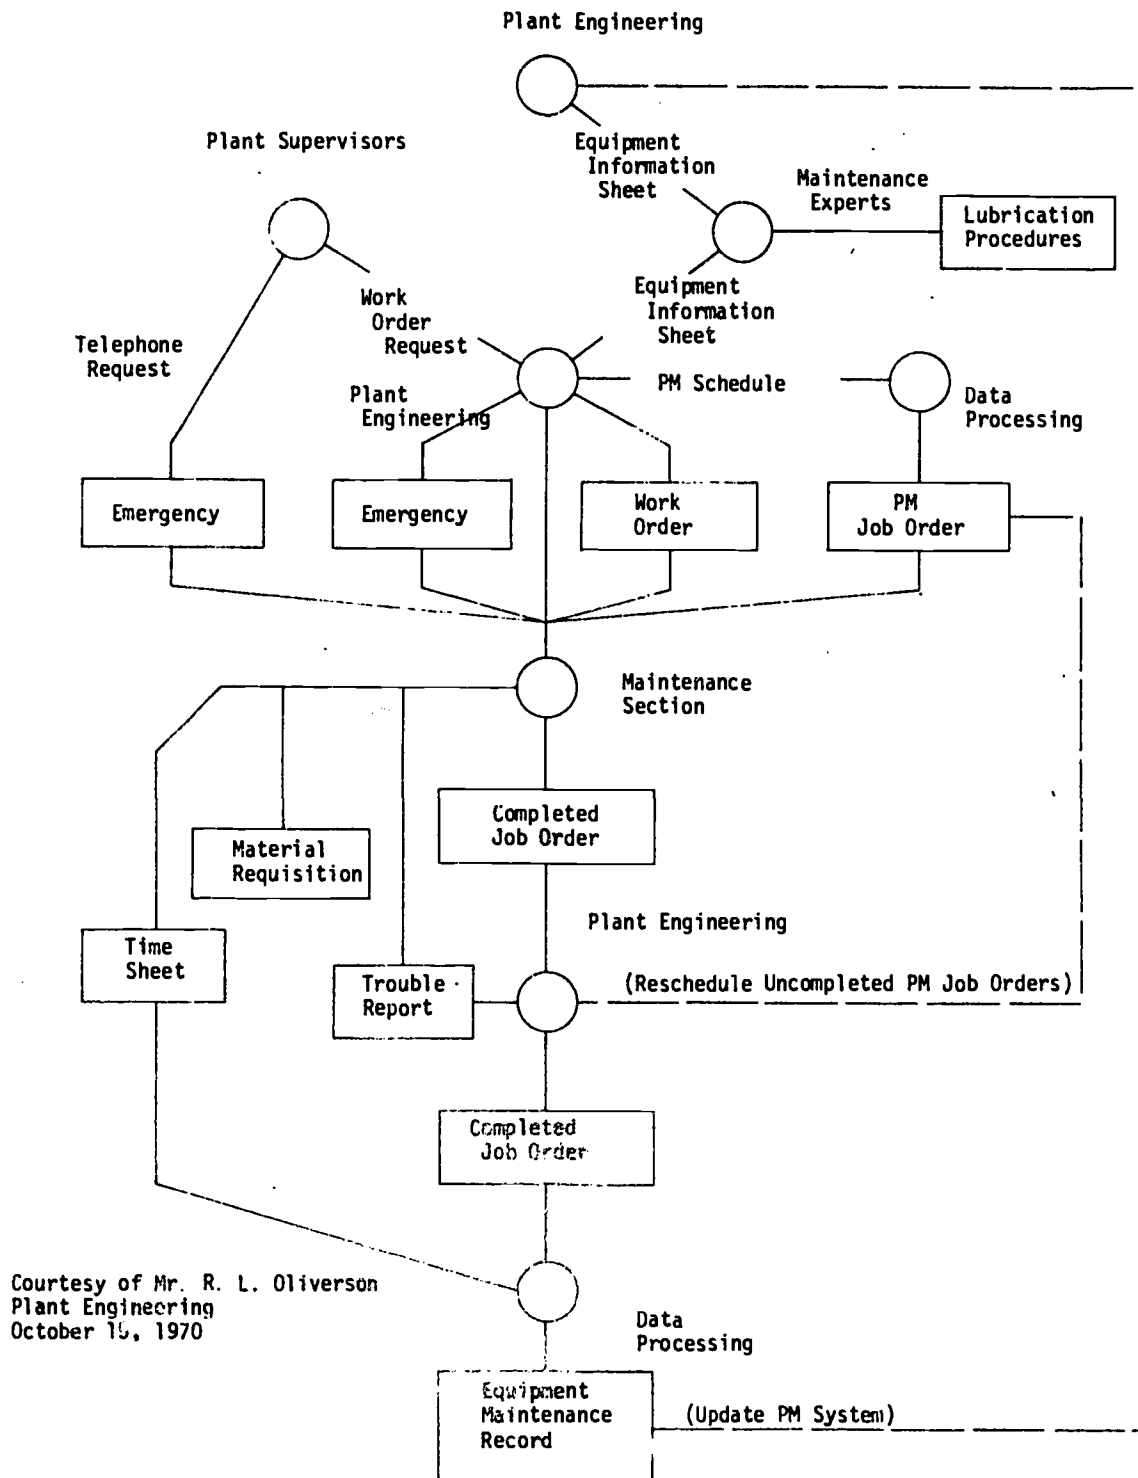 Plant Engineering
Plant Supervisors
Equipment
Information
Sheet
Maintenance
Experts
Lubrication
Procedures
Work
Order
Request
Equipment
Information
Sheet
Telephone
Request
Plant
Engineering
PM Schedule
Data
Processing
Emergency
Emergency
Work
Order
PM
Job Order
Maintenance
Section
Completed
Job Order
Material
Requisition
Plant Engineering
Time
Sheet
Trouble
Report
(Reschedule Uncompleted PM Job Orders)
Completed
Job Order
Courtesy of Mr. R. L. Oliverson
Plant Engineering
October , 1970
Data
Processing
Equipment
Maintenance
Record
(Update PM System)